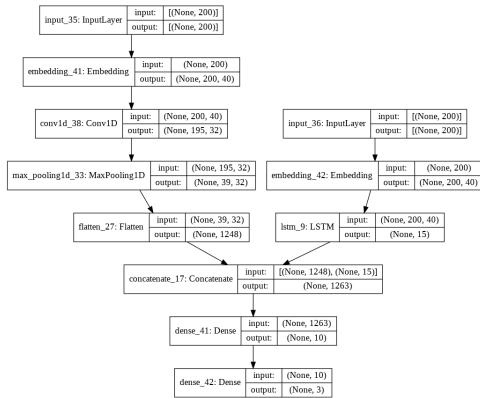 input_35: InputLayer input: [(None, 200)]
output: [(None, 200)]
embedding_41: Embedding input: (None, 200)
output: (None, 200, 40)
conv1d_38: Conv1D input: (None, 200, 40)
output: (None, 195, 32)
input_36: InputLayer input: [(None, 200)]
output: [(None, 200)]
max_pooling1d_33: MaxPooling1D input: (None, 195, 32)
output: (None, 39, 32)
embedding_42: Embedding input: (None, 200)
output: (None, 200, 40)
flatten_27: Flatten input: (None, 39, 32)
output: (None, 1248)
lstm_9: LSTM input: (None, 200, 40)
output: (None, 15)
concatenate_17: Concatenate input: [(None, 1248), (None, 15)]
output: (None, 1263)
dense_41: Dense input: (None, 1263)
output: (None, 10)
dense_42: Dense input: (None, 10)
output: (None, 3)